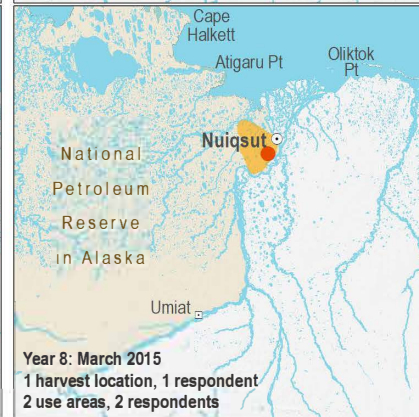 Cape
Halkett
Atigaru Pt
Oliktok
Pt
Nuiqsut
National
Petroleum
Reserve
in Alaska
Umiat
Year 8: March 2015
1 harvest location, 1 respondent
2 use areas, 2 respondents